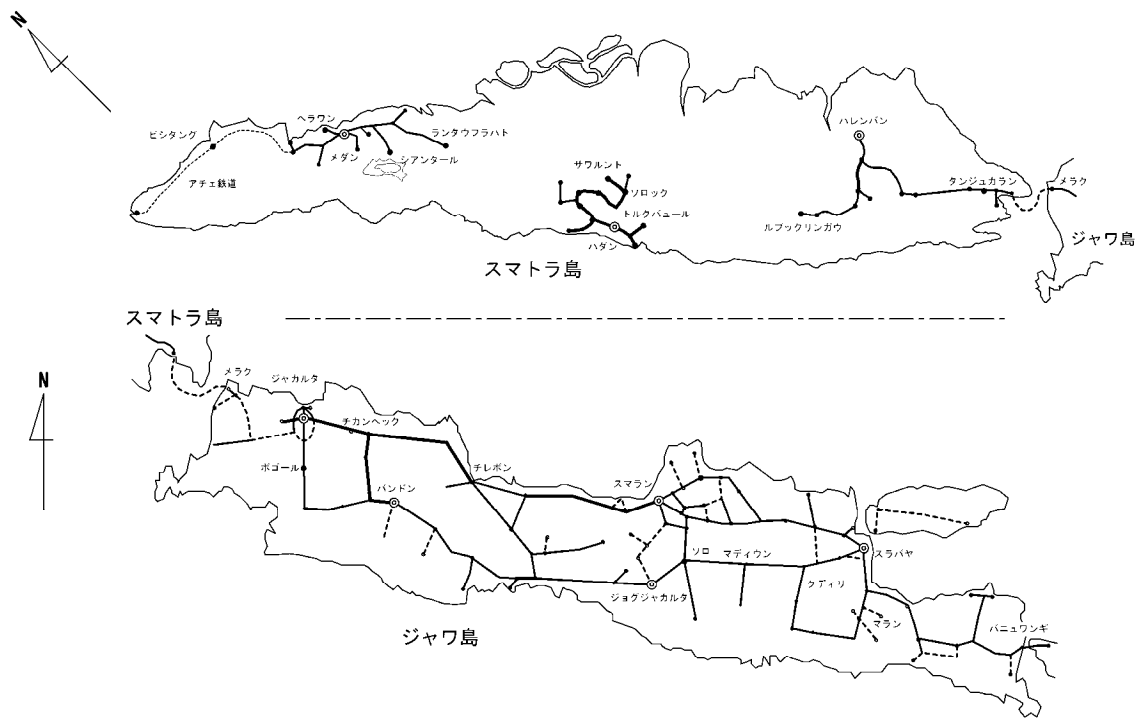 N
ヘラワン
ビシタング
ランタウフラハト
メダン
シアンタール
アチェ鉄道
ハレンバン
サワルント
ソロック
タンジュカラン
メラク
トルクバュール
ルブックリンガウ
ハダン
ジャワ島
スマトラ島
スマトラ島
N
メラク
ジャカルタ
チカンヘック
ボゴール
チレボン
バンドン
スマラン
ソロ
マディウン
スラバヤ
クディリ
ジョグジャカルタ
マラン
バニュワンギ
ジャワ島